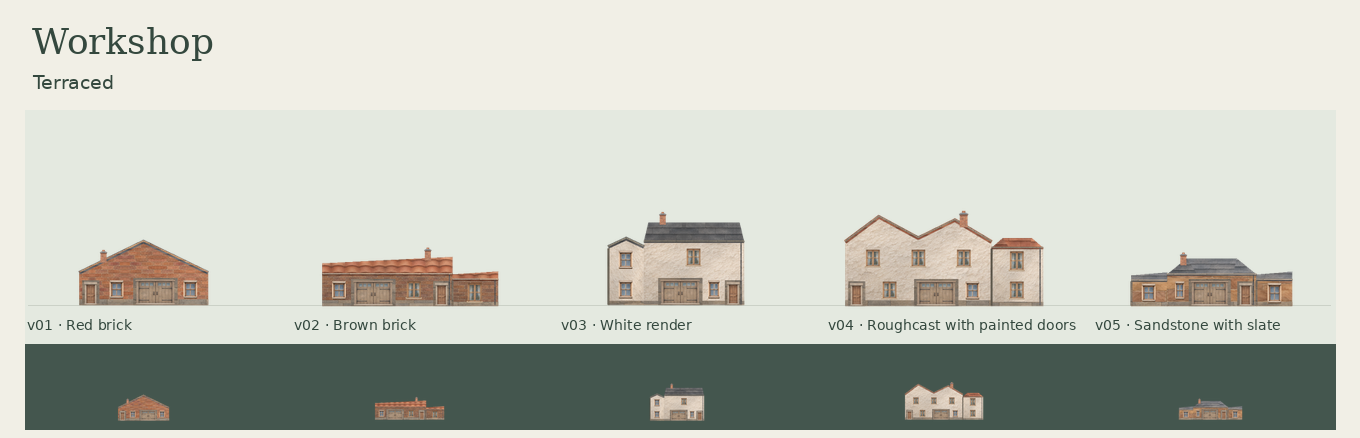 Workshop
Terraced
v01 · Red brick
v02 · Brown brick
v03 · White render
v04 · Roughcast with painted doors
v05 · Sandstone with slate